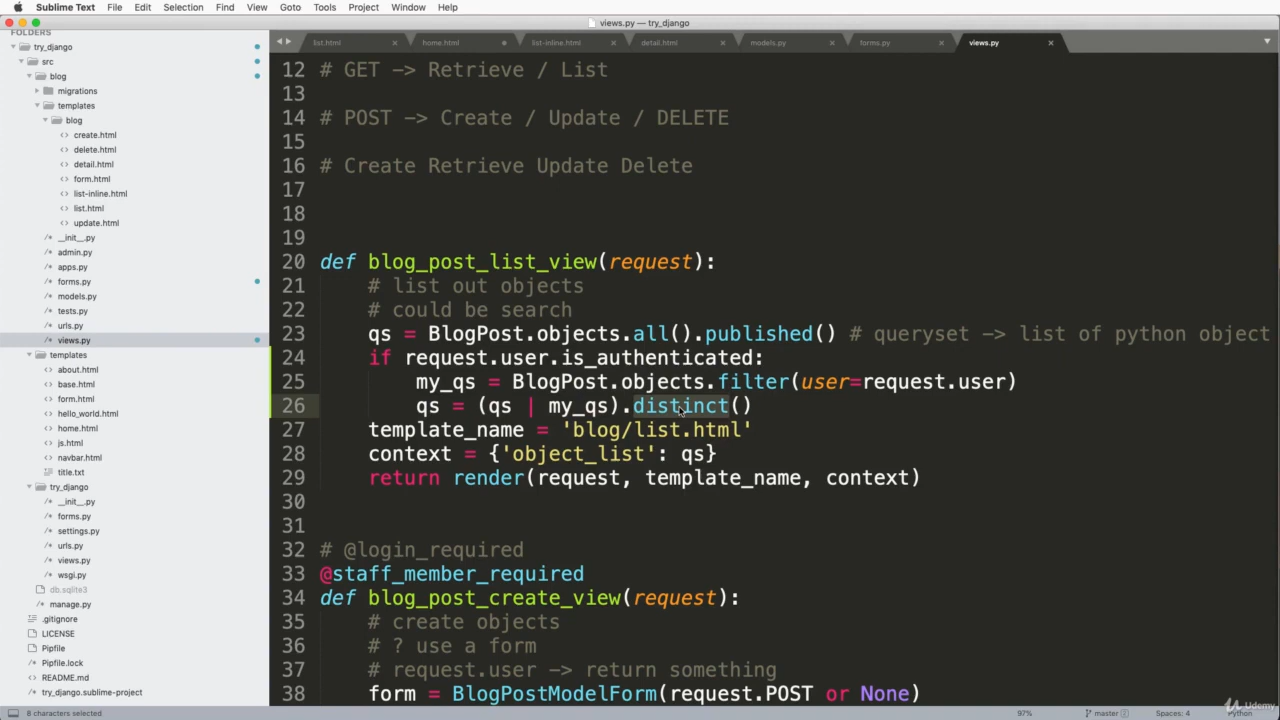 Sublime Text File Edit Selection Find View Goto Tools Project Window Help
views.py — try_django
FOLDERS
try_django
src
blog
migrations
templates
blog
create.html
delete.html
detail.html
form.html
list-inline.html
list.html
update.html
__init__.py
admin.py
apps.py
forms.py
models.py
tests.py
urls.py
views.py
templates
about.html
base.html
form.html
hello_world.html
home.html
js.html
navbar.html
title.txt
try_django
__init__.py
forms.py
settings.py
urls.py
views.py
wsgi.py
db.sqlite3
manage.py
.gitignore
LICENSE
Pipfile
Pipfile.lock
README.md
try_django.sublime-project
list.html home.html list-inline.html detail.html models.py forms.py views.py
12 # GET -> Retrieve / List
13
14 # POST -> Create / Update / DELETE
15
16 # Create Retrieve Update Delete
17
18
19
20 def blog_post_list_view(request):
21 # list out objects
22 # could be search
23 qs = BlogPost.objects.all().published() # queryset -> list of python object
24 if request.user.is_authenticated:
25 my_qs = BlogPost.objects.filter(user=request.user)
26 qs = (qs | my_qs).distinct()
27 template_name = 'blog/list.html'
28 context = {'object_list': qs}
29 return render(request, template_name, context)
30
31
32 # @login_required
33 @staff_member_required
34 def blog_post_create_view(request):
35 # create objects
36 # ? use a form
37 # request.user -> return something
38 form = BlogPostModelForm(request.POST or None)
8 characters selected 97% master Spaces: 4 Python
Udemy